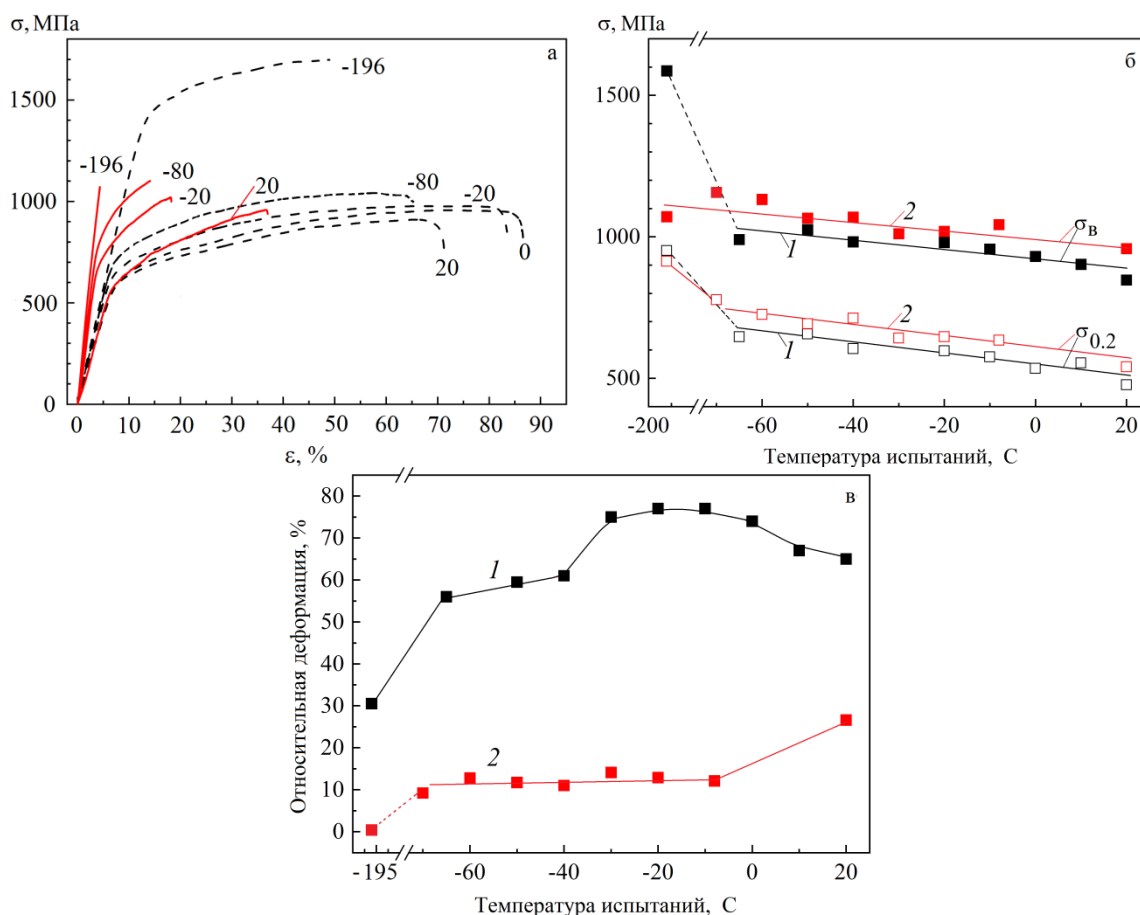 σ, МПа
а
1500
1000
500
0
-196
-196
-80
-20
20
-80
-20
20
0
0 10 20 30 40 50 60 70 80 90
ε, %
σ, МПа
б
1500
1000
500
2
1
σв
2
1
σ0.2
-200 -60 -40 -20 0 20
Температура испытаний, С
в
Относительная деформация, %
80
70
60
50
40
30
20
10
0
1
2
-195 -60 -40 -20 0 20
Температура испытаний, С